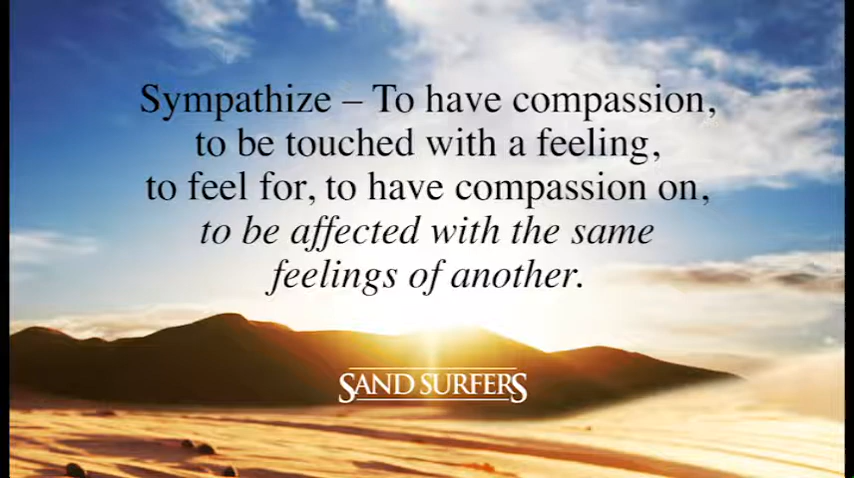 Sympathize – To have compassion,
to be touched with a feeling,
to feel for, to have compassion on,
to be affected with the same
feelings of another.
SAND SURFERS